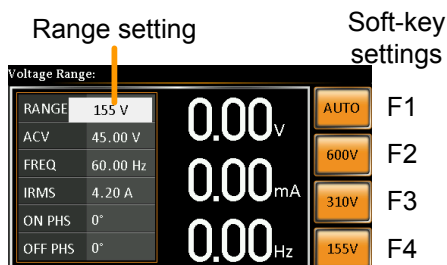 Range setting
Soft-key
settings
Voltage Range:
RANGE 155 V
ACV 45.00 V
FREQ 60.00 Hz
IRMS 4.20 A
ON PHS 0°
OFF PHS 0°
0.00V
0.00mA
0.00Hz
AUTO F1
600V F2
310V F3
155V F4